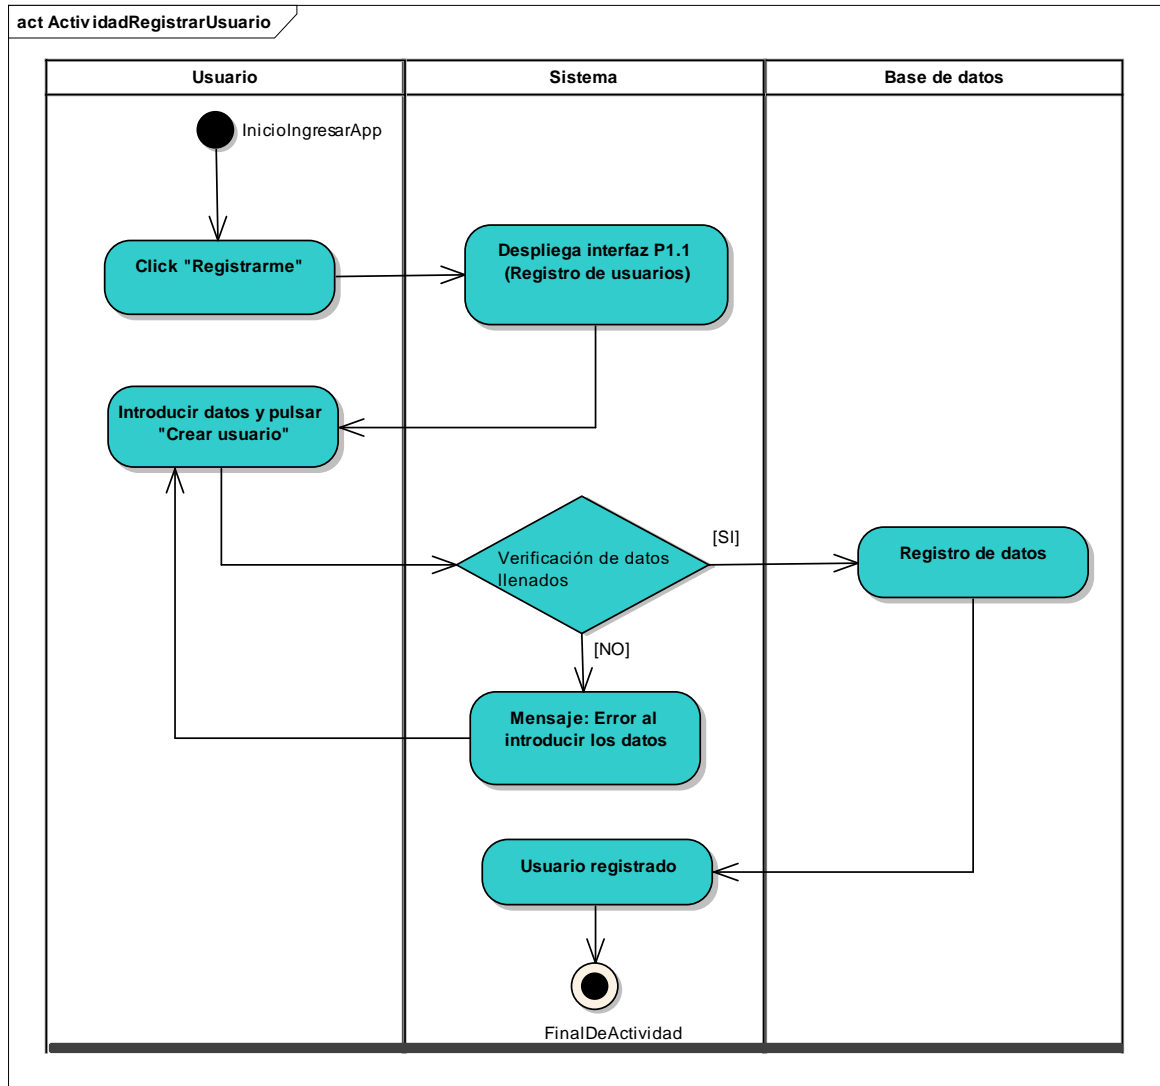 act ActividadRegistrarUsuario
Usuario
Sistema
Base de datos
InicioIngresarApp
Click "Registrarme"
Despliega interfaz P1.1
(Registro de usuarios)
Introducir datos y pulsar
"Crear usuario"
Verificación de datos
llenados
[SI]
Registro de datos
[NO]
Mensaje: Error al
introducir los datos
Usuario registrado
FinalDeActividad